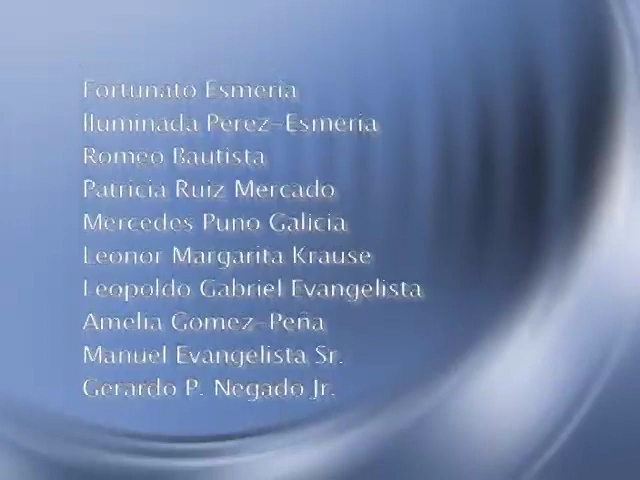 Fortunato Esmeria
Iluminada Perez-Esmeria
Romeo Bautista
Patricia Ruiz Mercado
Mercedes Puno Galicia
Leonor Margarita Krause
Leopoldo Gabriel Evangelista
Amelia Gomez-Peña
Manuel Evangelista Sr.
Gerardo P. Negado Jr.